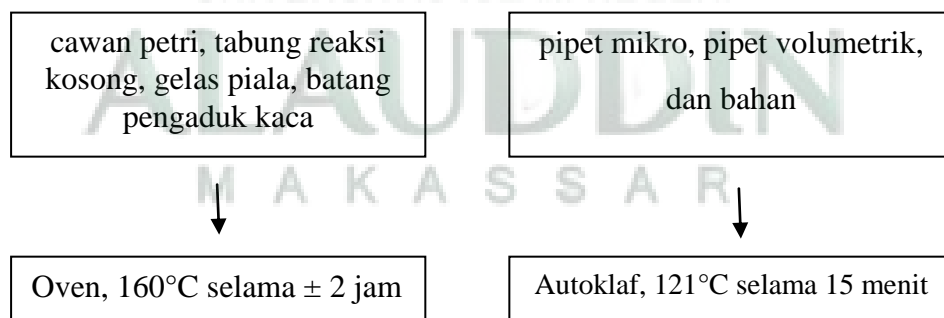 cawan petri, tabung reaksi
kosong, gelas piala, batang
pengaduk kaca
pipet mikro, pipet volumetrik,
dan bahan
ALAUDDIN
MAKASSAR
Oven, 160°C selama ± 2 jam
Autoklaf, 121°C selama 15 menit